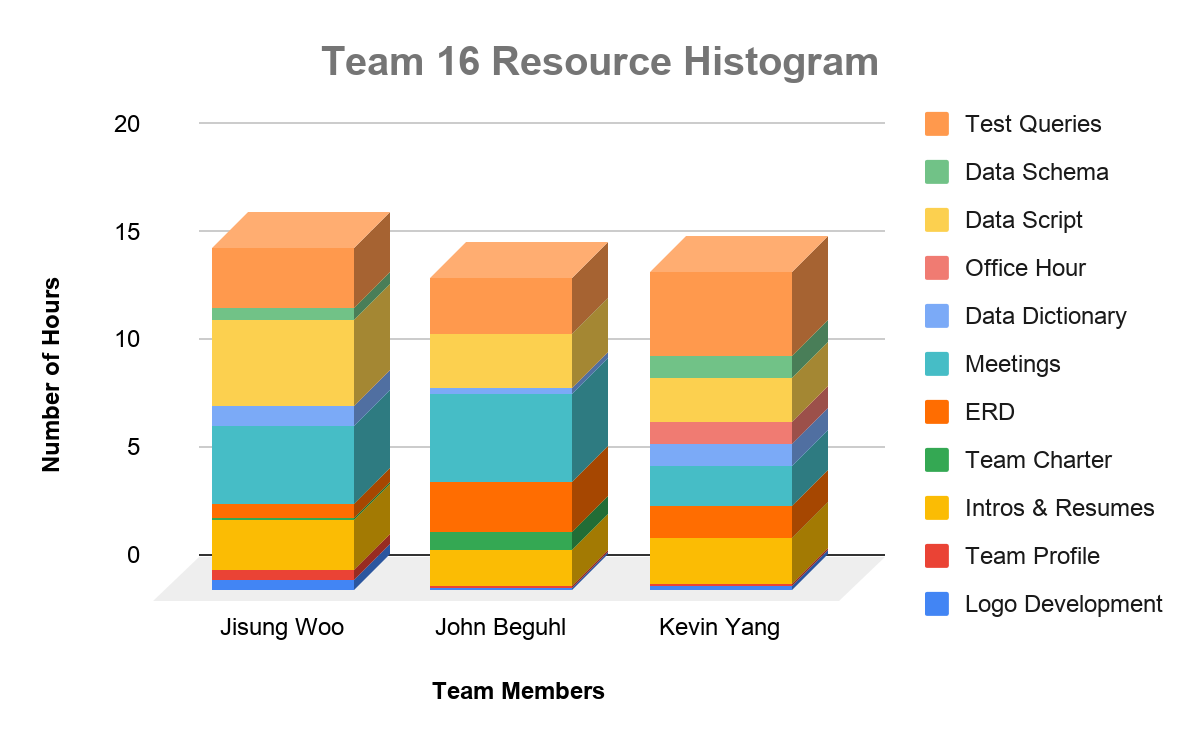 Team 16 Resource Histogram
20
15
10
5
0
Number of Hours
Jisung Woo
John Beguhl
Kevin Yang
Team Members
Test Queries
Data Schema
Data Script
Office Hour
Data Dictionary
Meetings
ERD
Team Charter
Intros & Resumes
Team Profile
Logo Development